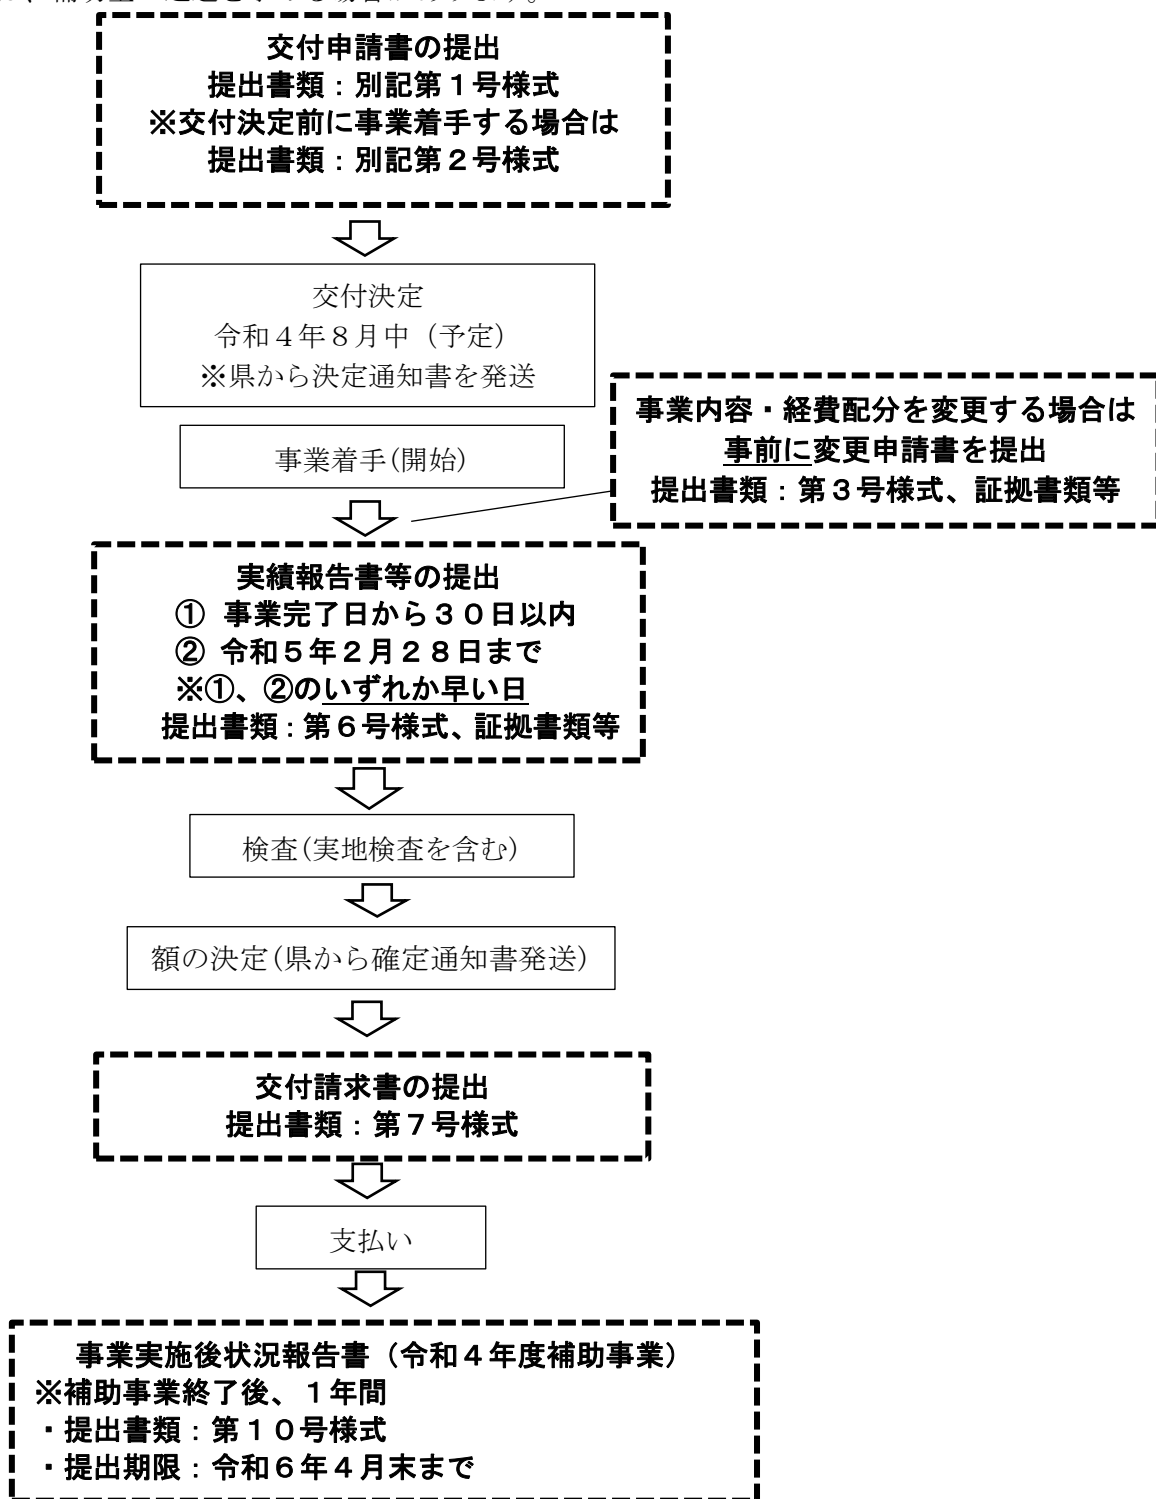 交付申請書の提出
提出書類：別記第１号様式
※交付決定前に事業着手する場合は
提出書類：別記第２号様式
交付決定
令和４年８月中（予定）
※県から決定通知書を発送
事業着手(開始)
事業内容・経費配分を変更する場合は
事前に変更申請書を提出
提出書類：第３号様式、証拠書類等
実績報告書等の提出
① 事業完了日から３０日以内
② 令和５年２月２８日まで
※①、②のいずれか早い日
提出書類：第６号様式、証拠書類等
検査(実地検査を含む)
額の決定(県から確定通知書発送)
交付請求書の提出
提出書類：第７号様式
支払い
事業実施後状況報告書（令和４年度補助事業）
※補助事業終了後、１年間
・提出書類：第１０号様式
・提出期限：令和６年４月末まで